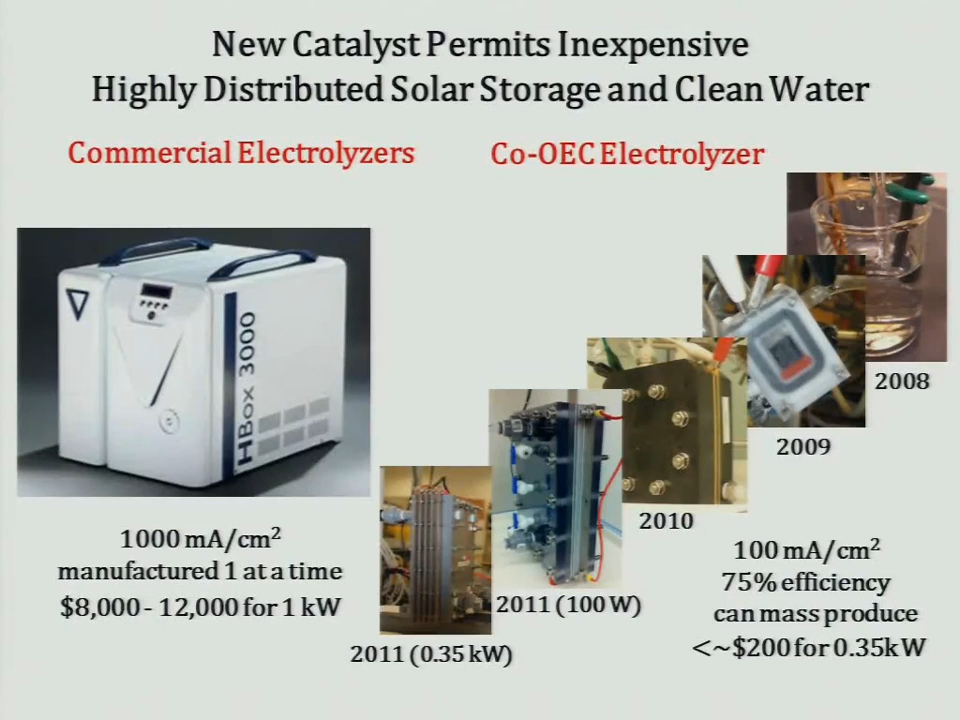 New Catalyst Permits Inexpensive
Highly Distributed Solar Storage and Clean Water
Commercial Electrolyzers
Co-OEC Electrolyzer
HBox 3000
1000 mA/cm²
manufactured 1 at a time
$8,000 - 12,000 for 1 kW
2008
2009
2010
2011 (100 W)
2011 (0.35 kW)
100 mA/cm²
75% efficiency
can mass produce
<~$200 for 0.35kW